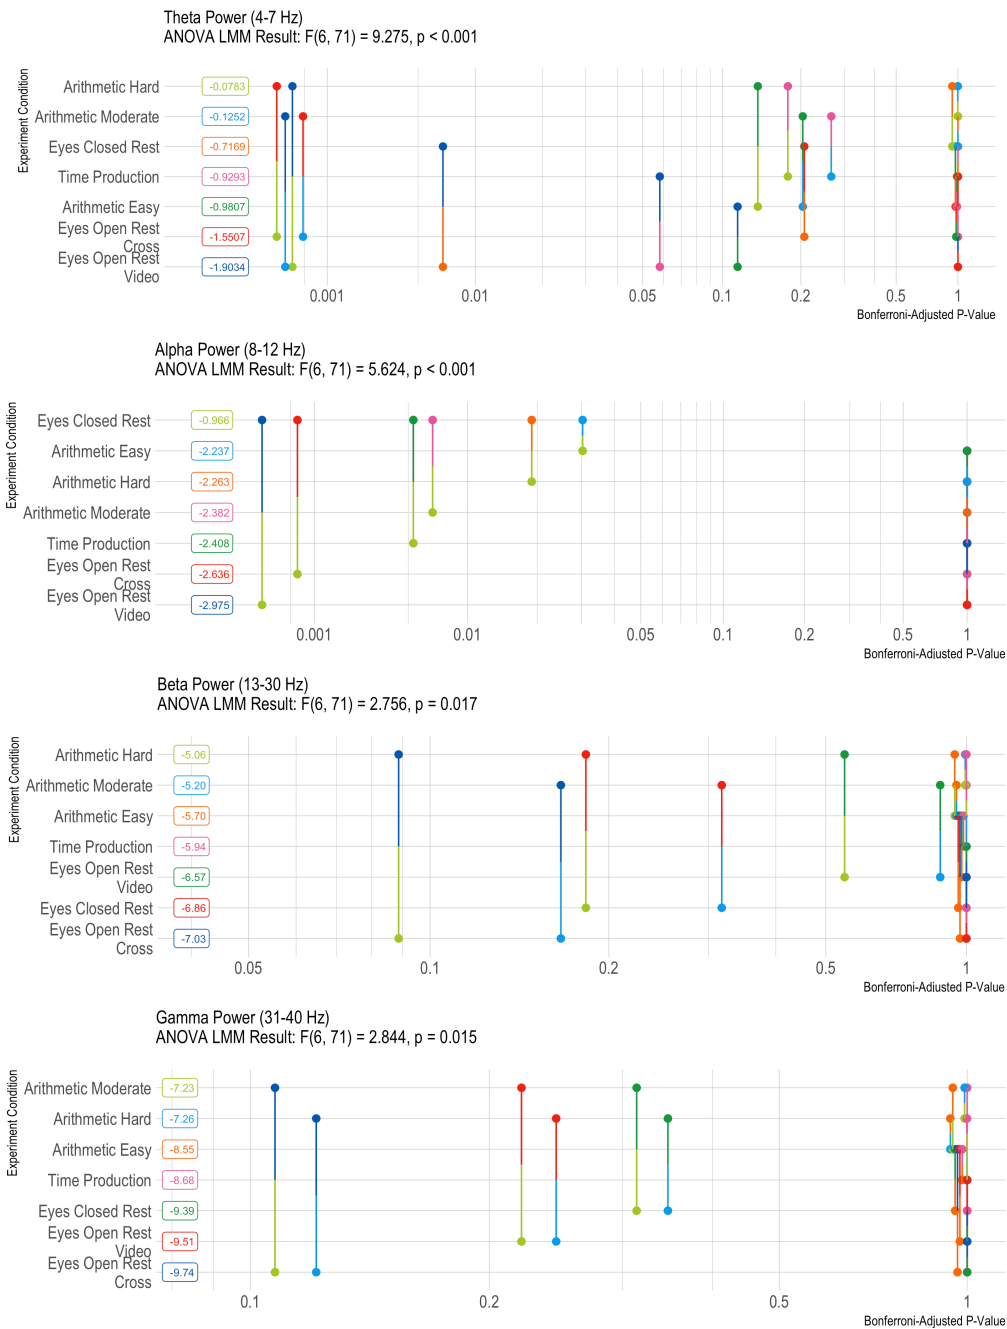 Theta Power (4-7 Hz)
ANOVA LMM Result: F(6, 71) = 9.275, p < 0.001
Experiment Condition
Arithmetic Hard -0.0783
Arithmetic Moderate -0.1252
Eyes Closed Rest -0.7169
Time Production -0.9293
Arithmetic Easy -0.9807
Eyes Open Rest
Cross -1.5507
Eyes Open Rest
Video -1.9034
0.001 0.01 0.05 0.1 0.2 0.5 1
Bonferroni-Adjusted P-Value
Alpha Power (8-12 Hz)
ANOVA LMM Result: F(6, 71) = 5.624, p < 0.001
Experiment Condition
Eyes Closed Rest -0.966
Arithmetic Easy -2.237
Arithmetic Hard -2.263
Arithmetic Moderate -2.382
Time Production -2.408
Eyes Open Rest
Cross -2.636
Eyes Open Rest
Video -2.975
0.001 0.01 0.05 0.1 0.2 0.5 1
Bonferroni-Adjusted P-Value
Beta Power (13-30 Hz)
ANOVA LMM Result: F(6, 71) = 2.756, p = 0.017
Experiment Condition
Arithmetic Hard -5.06
Arithmetic Moderate -5.20
Arithmetic Easy -5.70
Time Production -5.94
Eyes Open Rest
Video -6.57
Eyes Closed Rest -6.86
Eyes Open Rest
Cross -7.03
0.05 0.1 0.2 0.5 1
Bonferroni-Adjusted P-Value
Gamma Power (31-40 Hz)
ANOVA LMM Result: F(6, 71) = 2.844, p = 0.015
Experiment Condition
Arithmetic Moderate -7.23
Arithmetic Hard -7.26
Arithmetic Easy -8.55
Time Production -8.68
Eyes Closed Rest -9.39
Eyes Open Rest
Video -9.51
Eyes Open Rest
Cross -9.74
0.1 0.2 0.5 1
Bonferroni-Adjusted P-Value